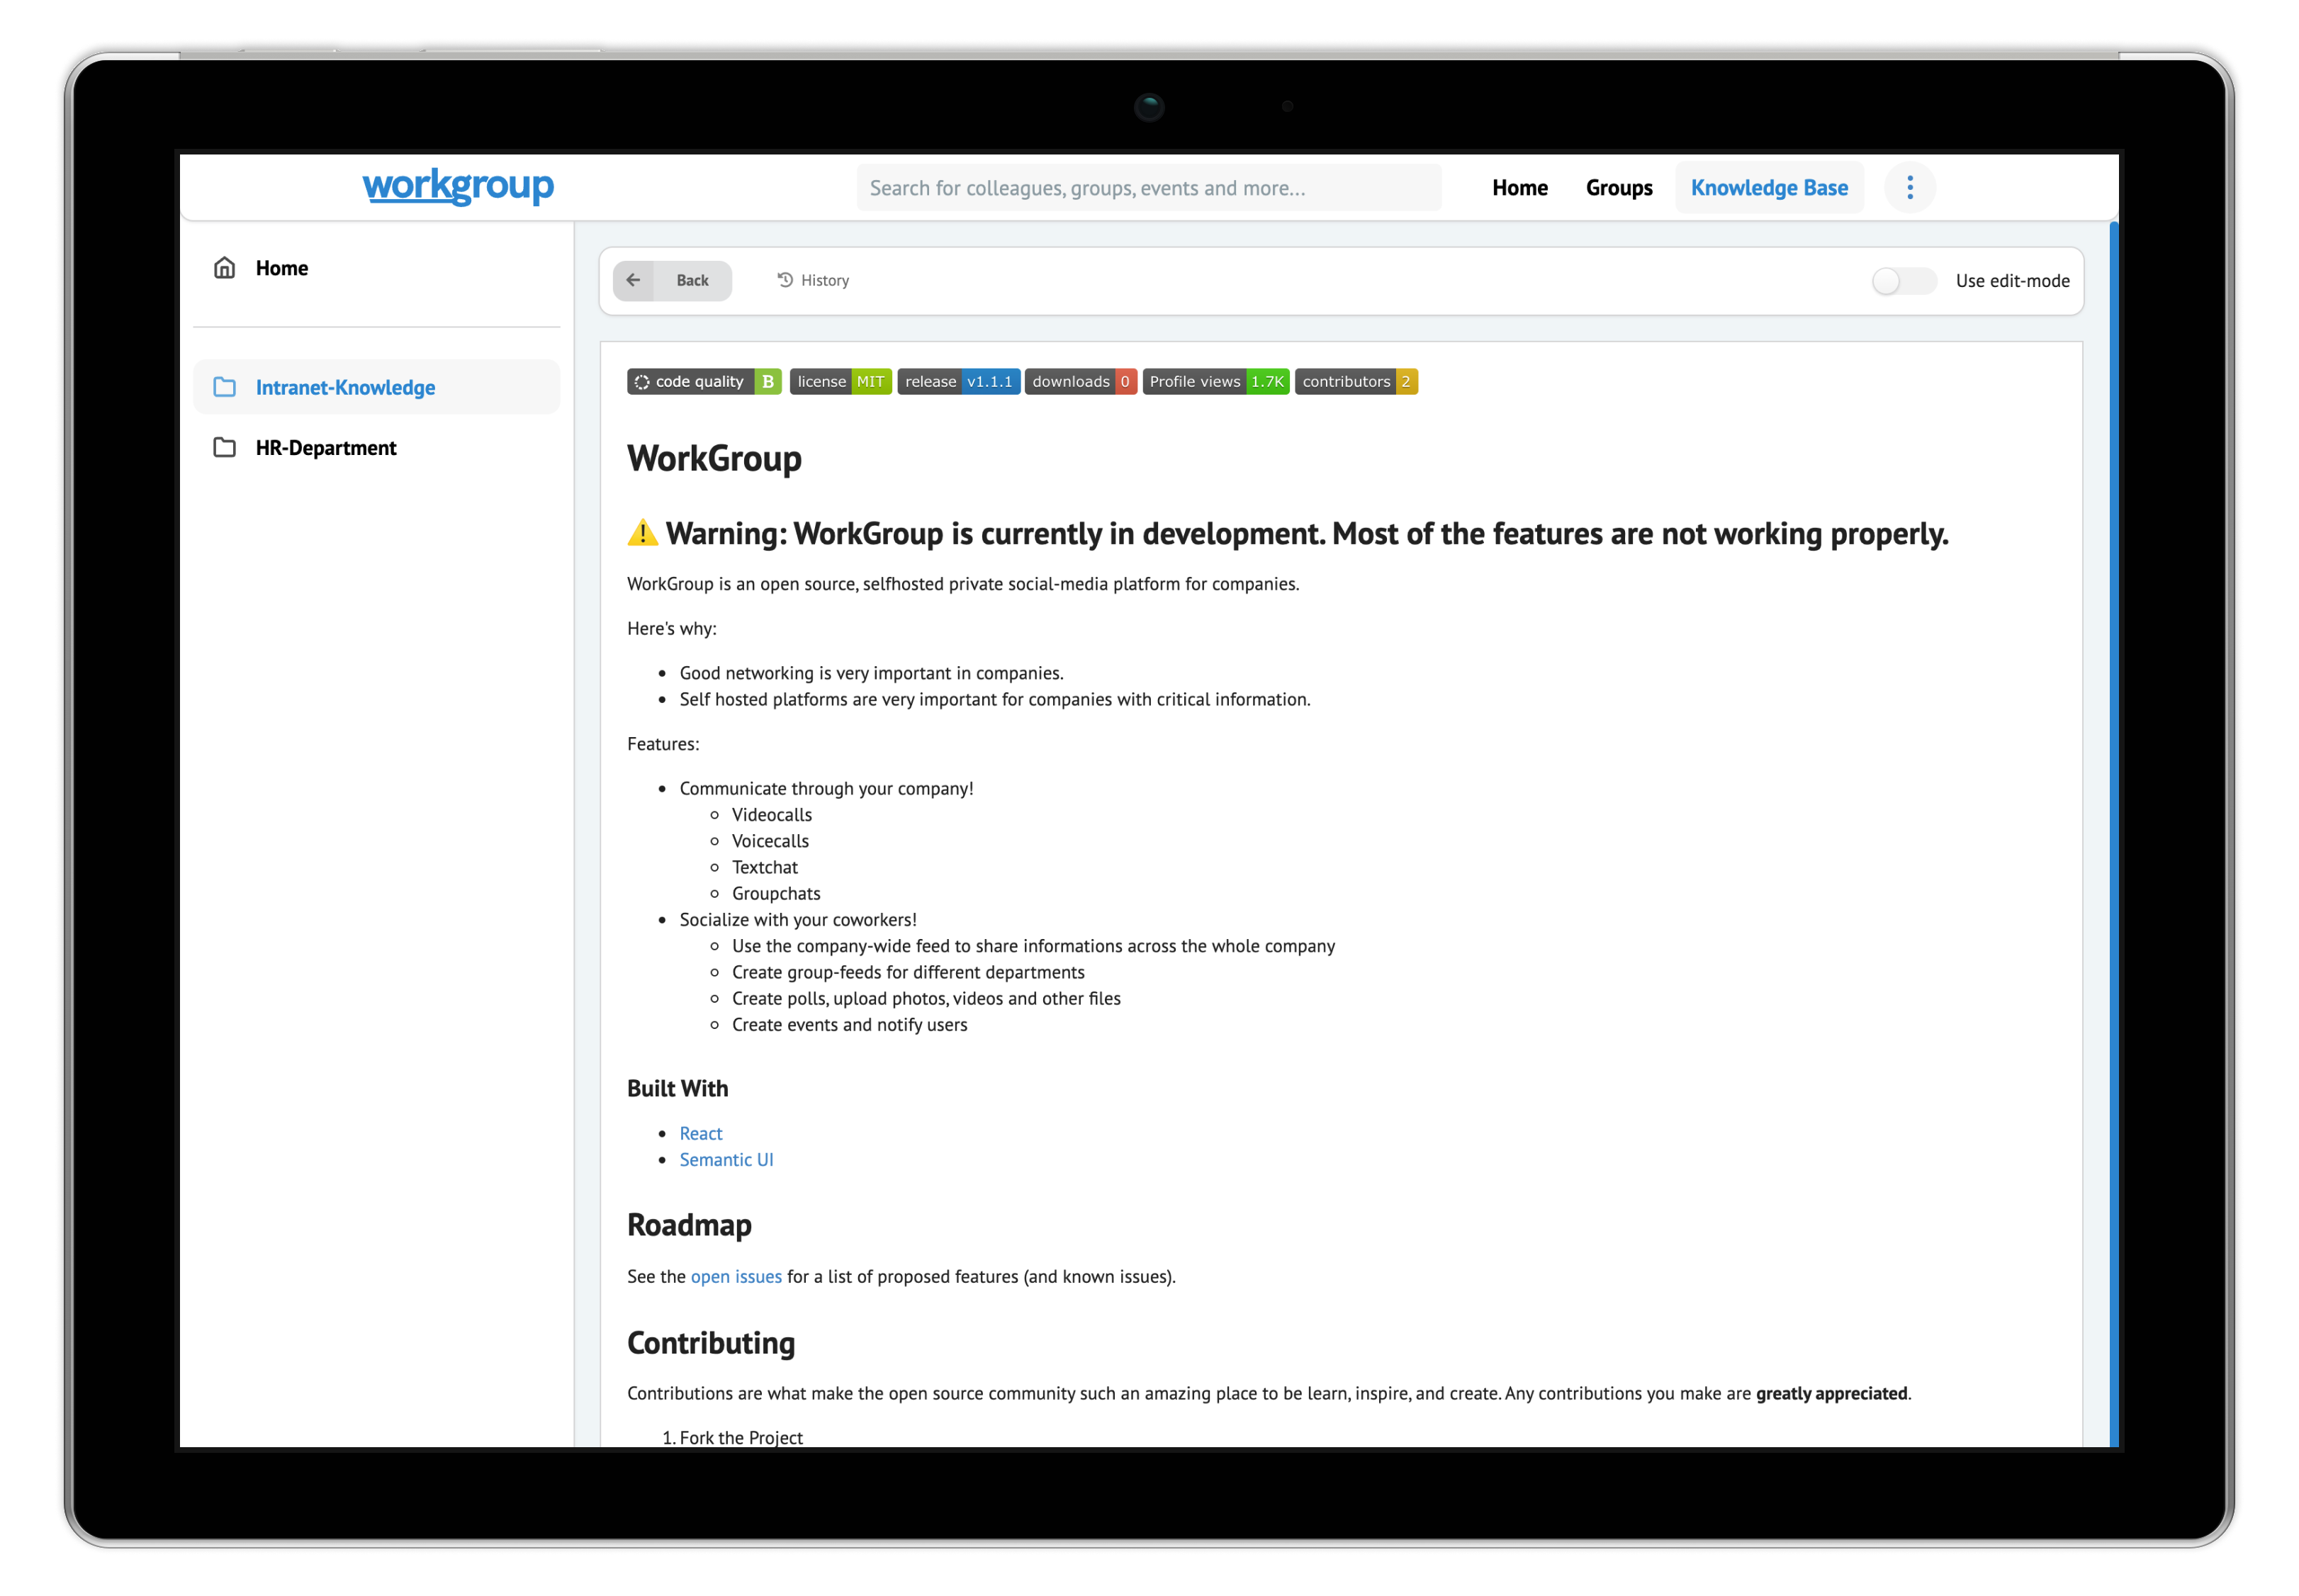 workgroup
Search for colleagues, groups, events and more...
Home
Groups
Knowledge Base
Home
Intranet-Knowledge
HR-Department
Back
History
Use edit-mode
code quality B license MIT release v1.1.1 downloads 0 Profile views 1.7K contributors 2
WorkGroup
⚠️ Warning: WorkGroup is currently in development. Most of the features are not working properly.
WorkGroup is an open source, selfhosted private social-media platform for companies.
Here's why:
• Good networking is very important in companies.
• Self hosted platforms are very important for companies with critical information.
Features:
• Communicate through your company!
◦ Videocalls
◦ Voicecalls
◦ Textchat
◦ Groupchats
• Socialize with your coworkers!
◦ Use the company-wide feed to share informations across the whole company
◦ Create group-feeds for different departments
◦ Create polls, upload photos, videos and other files
◦ Create events and notify users
Built With
• React
• Semantic UI
Roadmap
See the open issues for a list of proposed features (and known issues).
Contributing
Contributions are what make the open source community such an amazing place to be learn, inspire, and create. Any contributions you make are greatly appreciated.
1. Fork the Project